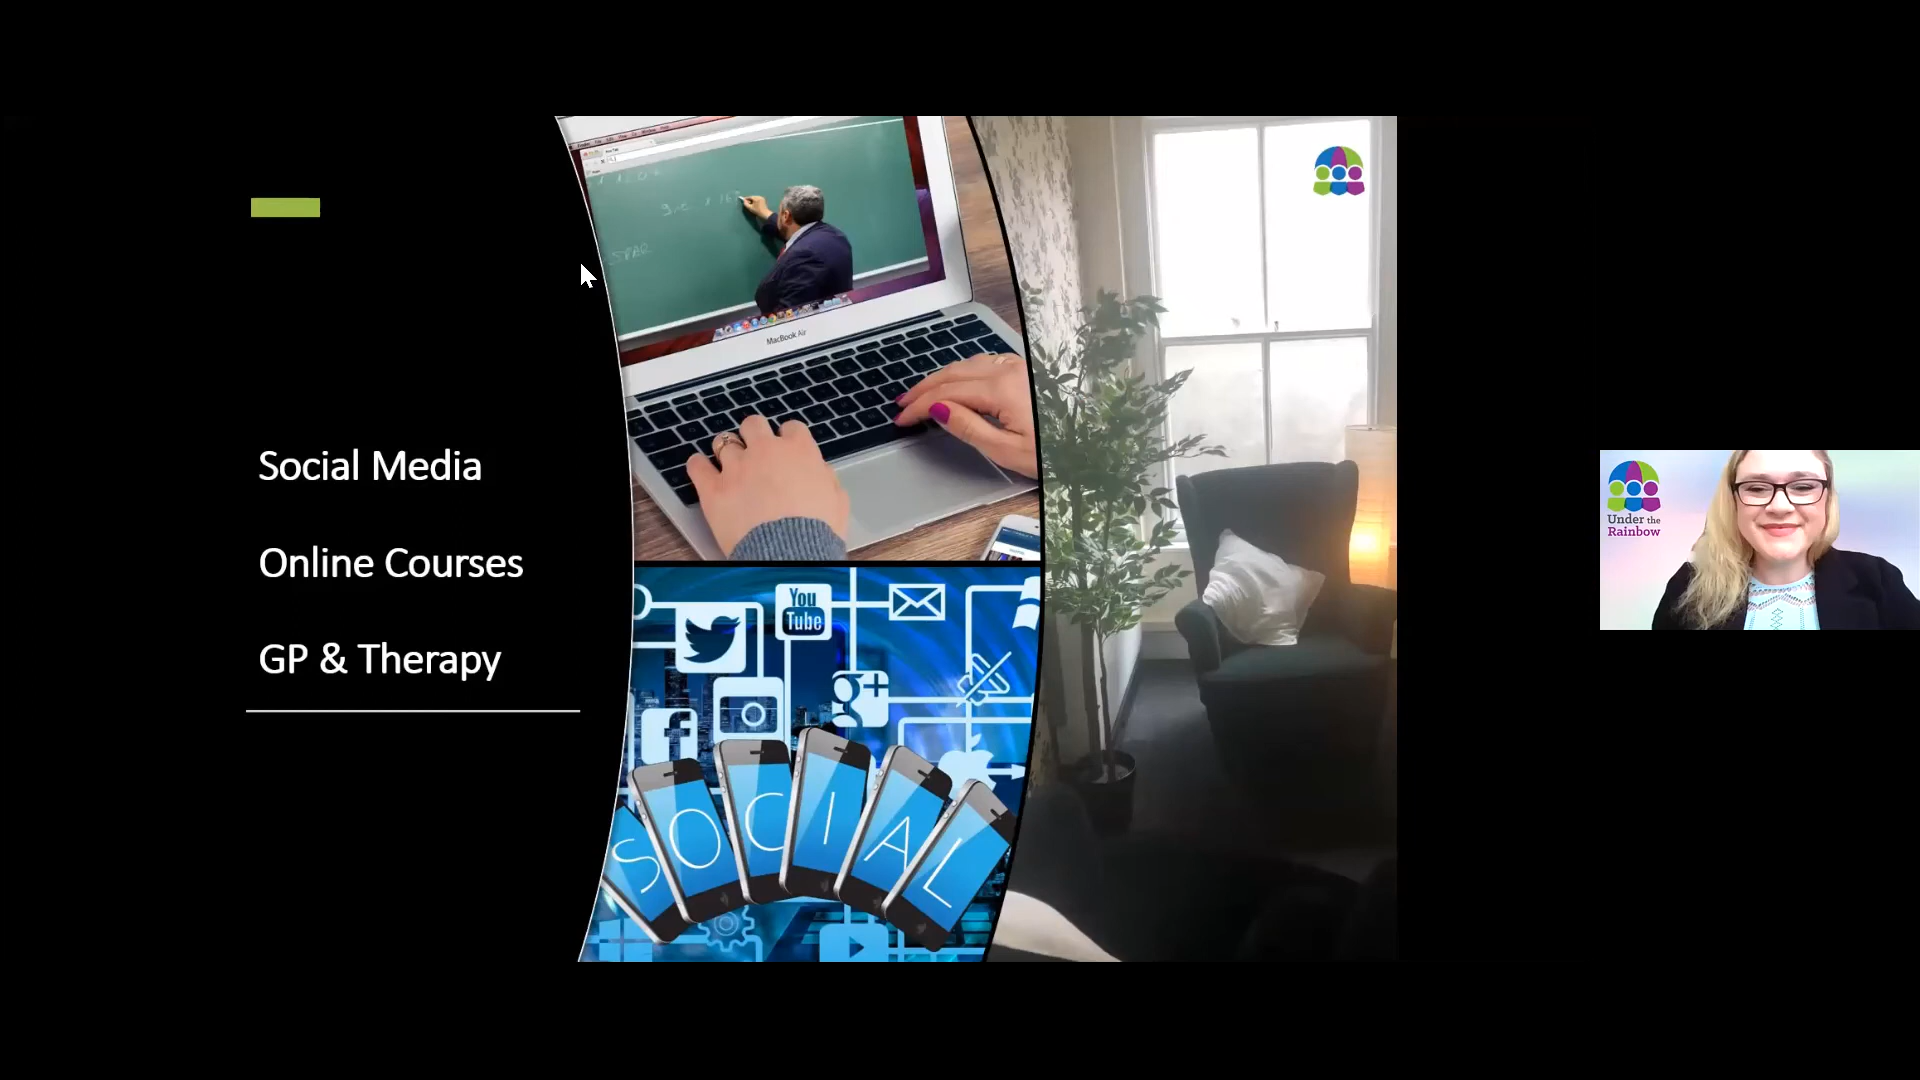 Social Media
Online Courses
GP & Therapy
MacBook Air
You
Tube
SOCIAL
Under the
Rainbow